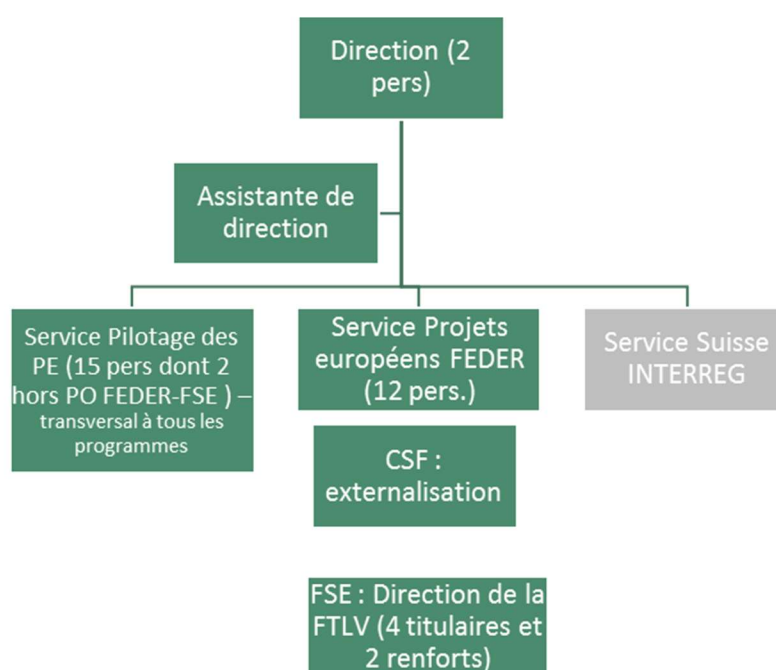 Direction (2
pers)
Assistante de
direction
Service Pilotage des
PE (15 pers dont 2
hors PO FEDER-FSE ) –
transversal à tous les
programmes
Service Projets
européens FEDER
(12 pers.)
Service Suisse
INTERREG
CSF :
externalisation
FSE : Direction de la
FTLV (4 titulaires et
2 renforts)